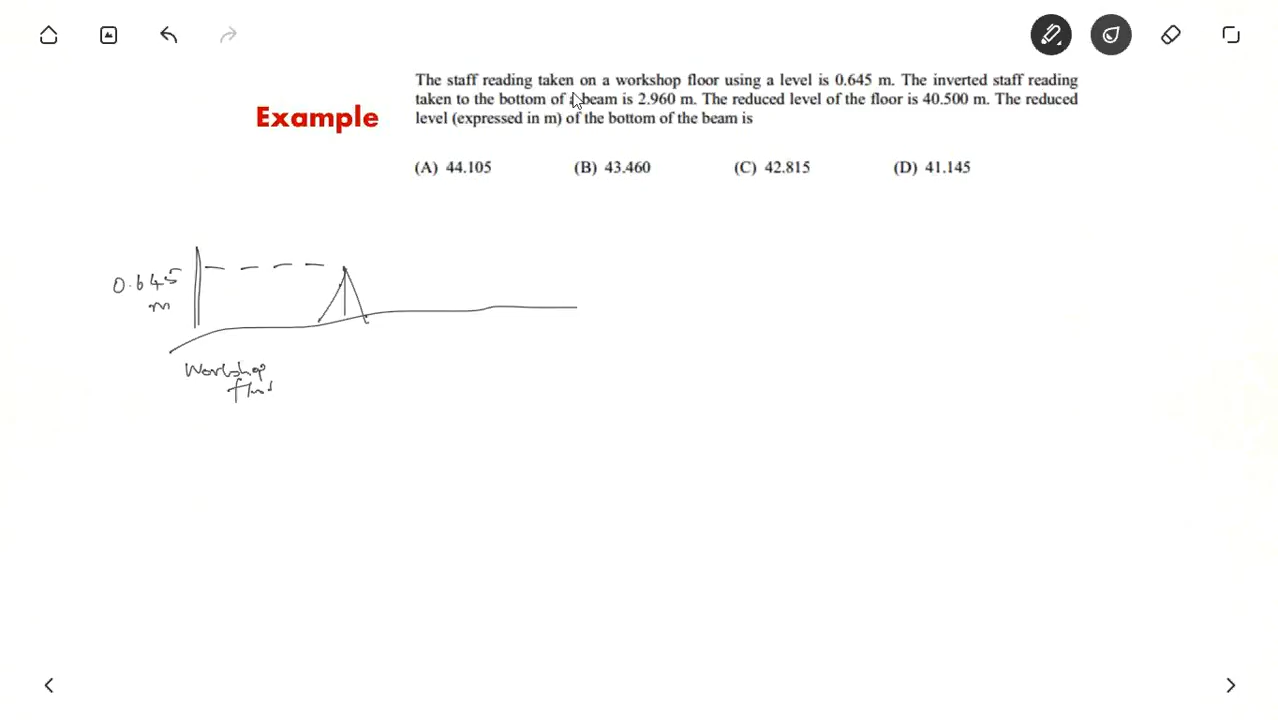 The staff reading taken on a workshop floor using a level is 0.645 m. The inverted staff reading
taken to the bottom of a beam is 2.960 m. The reduced level of the floor is 40.500 m. The reduced
Example
level (expressed in m) of the bottom of the beam is
(A) 44.105 (B) 43.460 (C) 42.815 (D) 41.145
0.645
m
Workshop